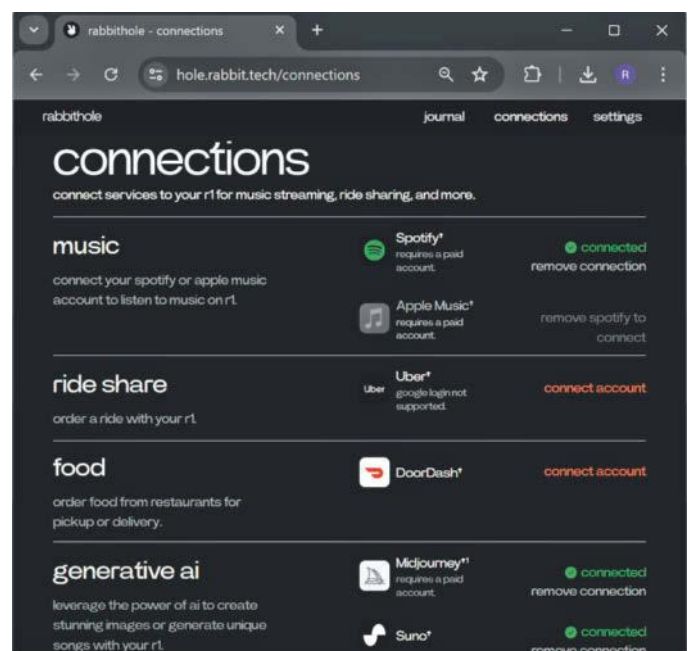 rabbithole - connections
hole.rabbit.tech/connections
R
rabbithole
journal connections settings
connections
connect services to your r1 for music streaming, ride sharing, and more.
music
connect your spotify or apple music
account to listen to music on r1.
Spotify†
requires a paid
account.
connected
remove connection
Apple Music†
requires a paid
account.
remove spotify to
connect
ride share
order a ride with your r1.
Uber
Uber†
google login not
supported.
connect account
food
order food from restaurants for
pickup or delivery.
DoorDash†
connect account
generative ai
leverage the power of ai to create
stunning images or generate unique
songs with your r1.
Midjourney†¹
requires a paid
account.
connected
remove connection
Suno†
connected
remove connection